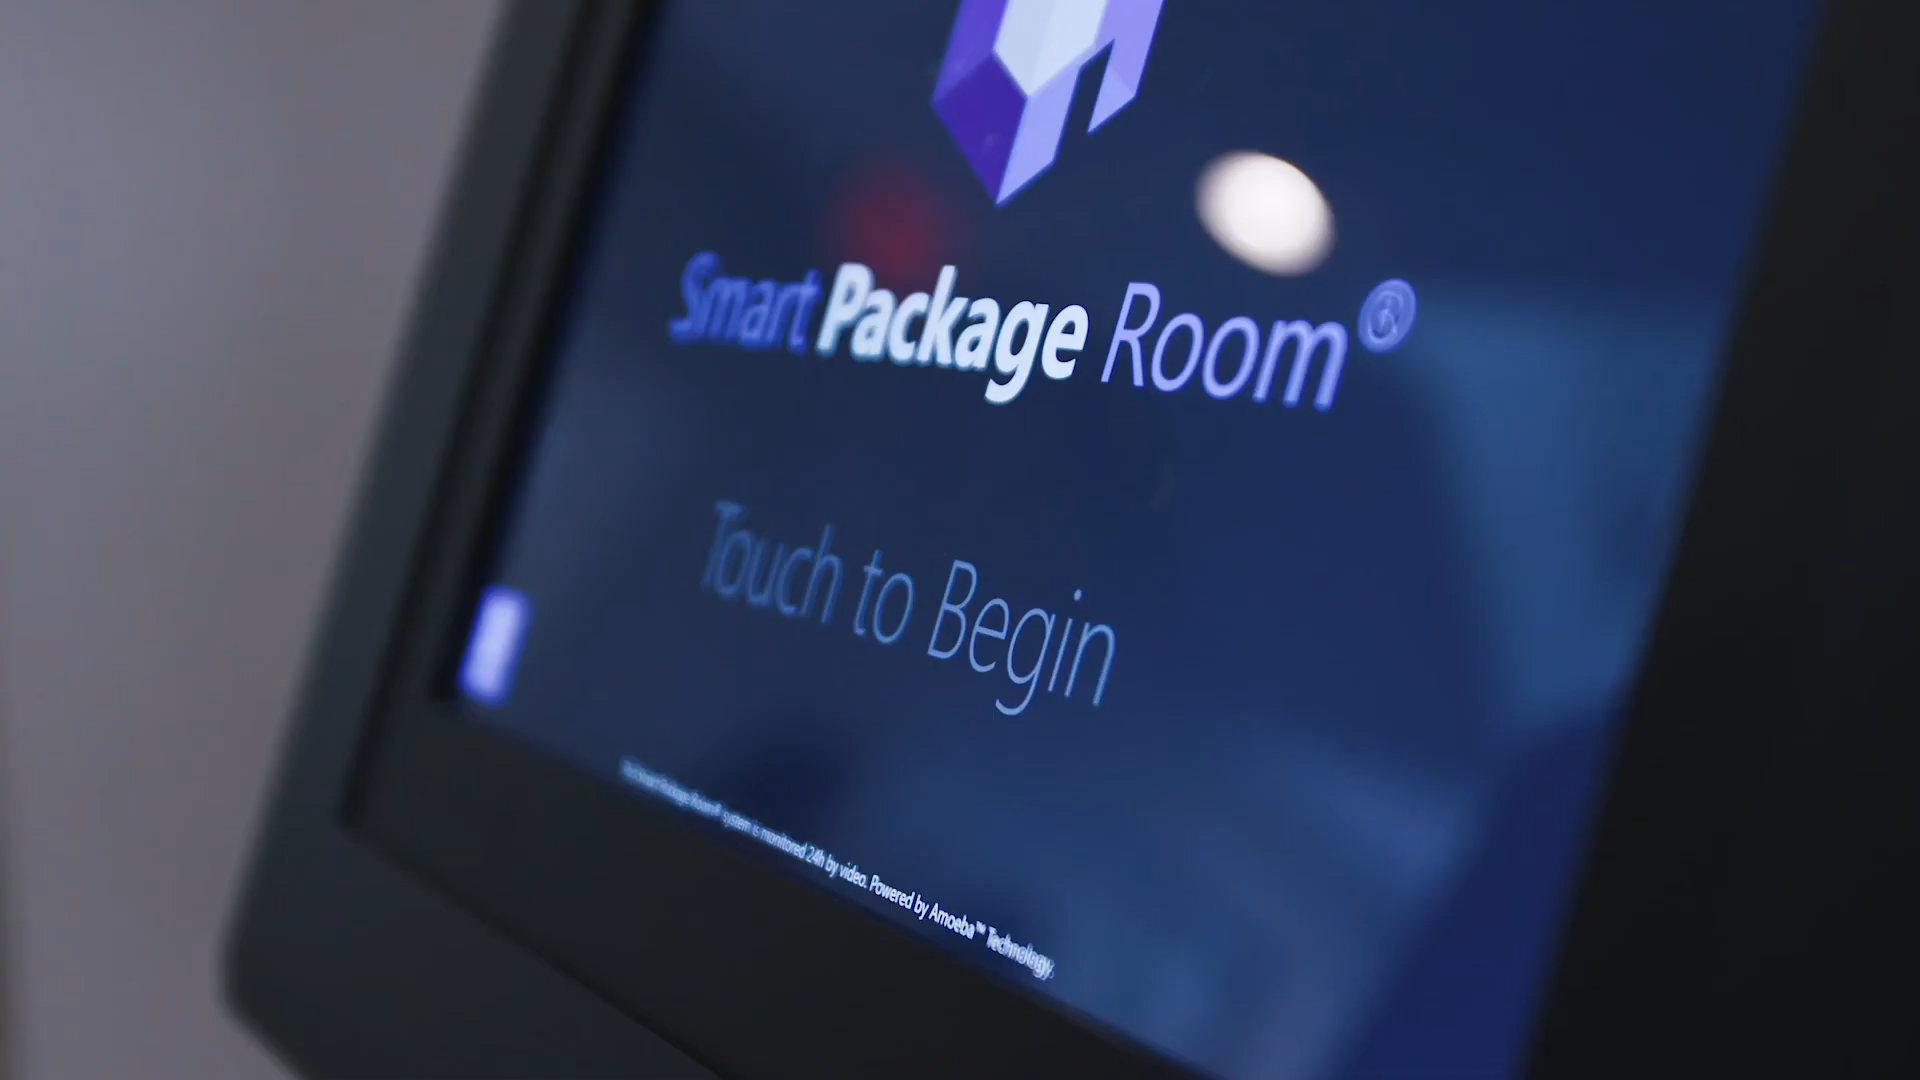 Smart Package Room®
Touch to Begin
The Smart Package Room® system is monitored 24h by video. Powered by Amoeba™ Technology.